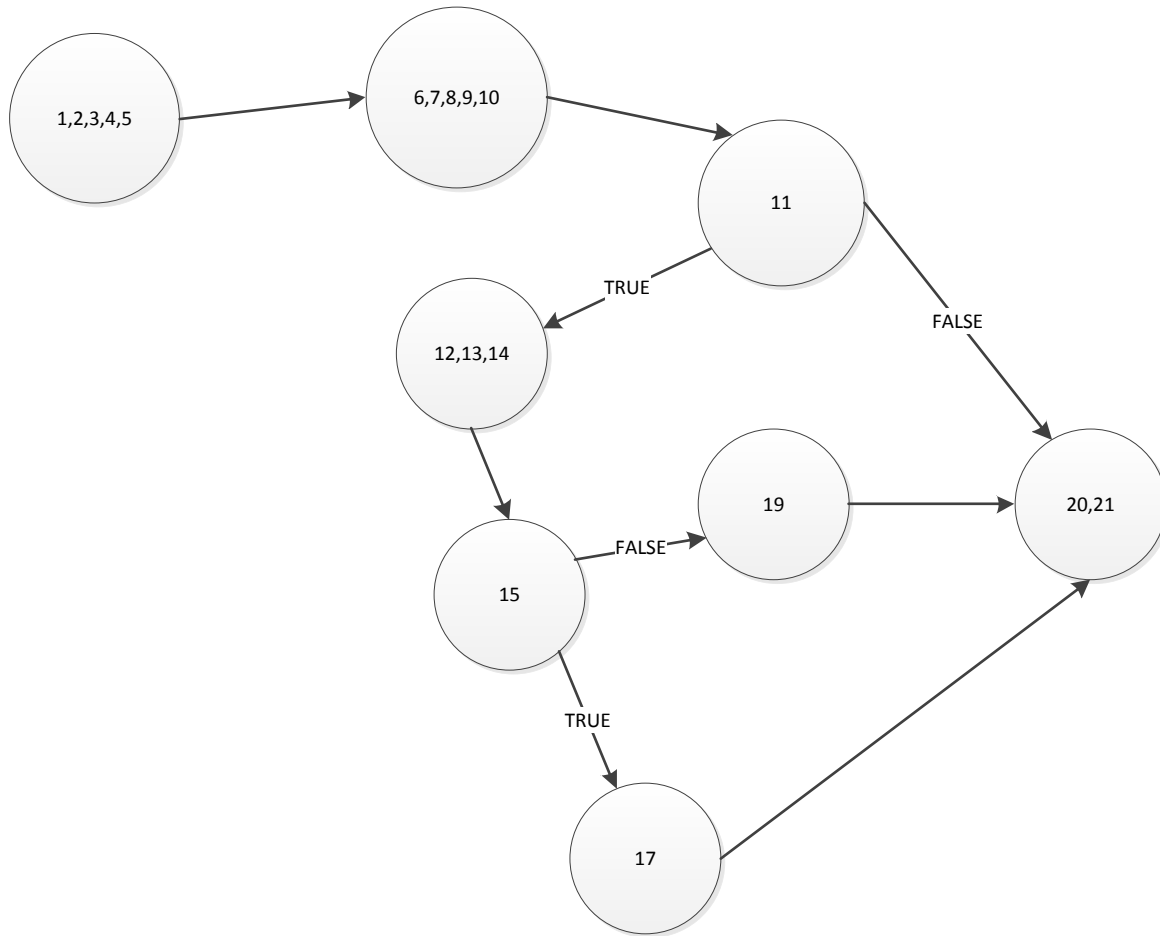 1,2,3,4,5
6,7,8,9,10
11
TRUE
FALSE
12,13,14
19
20,21
FALSE
15
TRUE
17